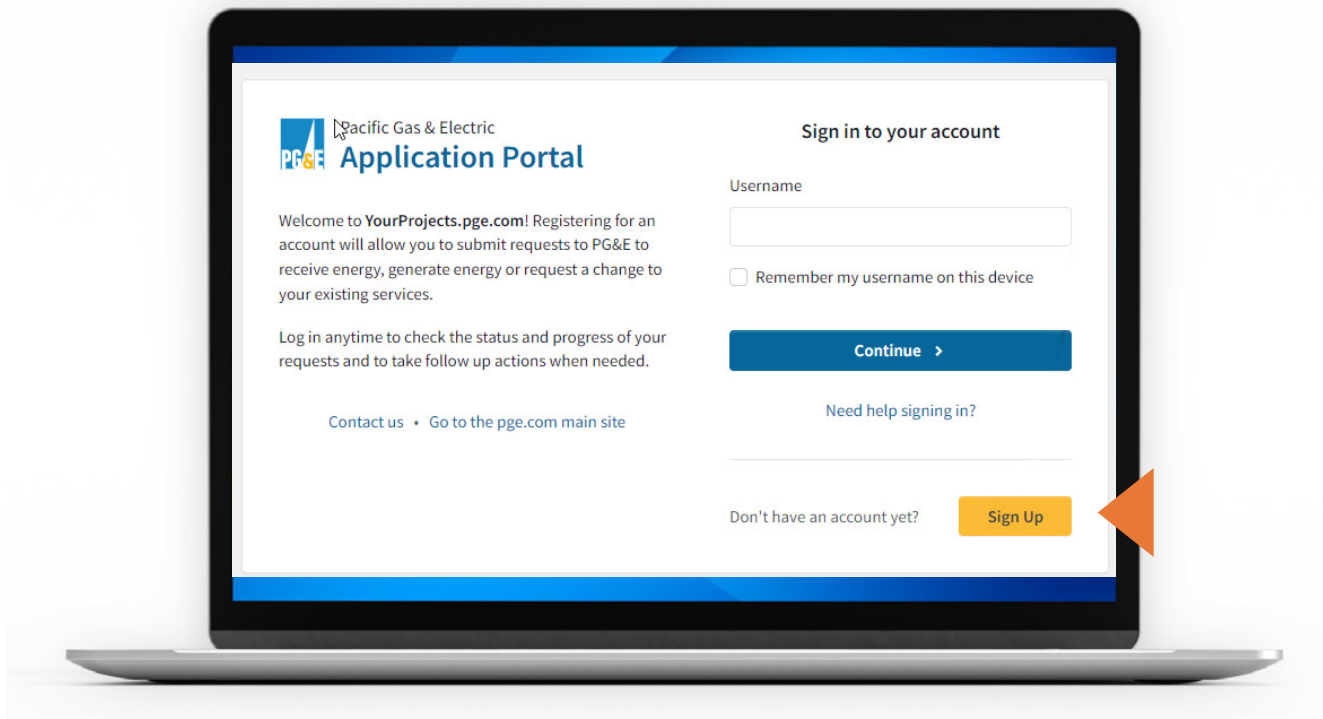 PG&E
Pacific Gas & Electric
Application Portal
Welcome to YourProjects.pge.com! Registering for an
account will allow you to submit requests to PG&E to
receive energy, generate energy or request a change to
your existing services.
Log in anytime to check the status and progress of your
requests and to take follow up actions when needed.
Contact us • Go to the pge.com main site
Sign in to your account
Username
Remember my username on this device
Continue >
Need help signing in?
Don't have an account yet?
Sign Up